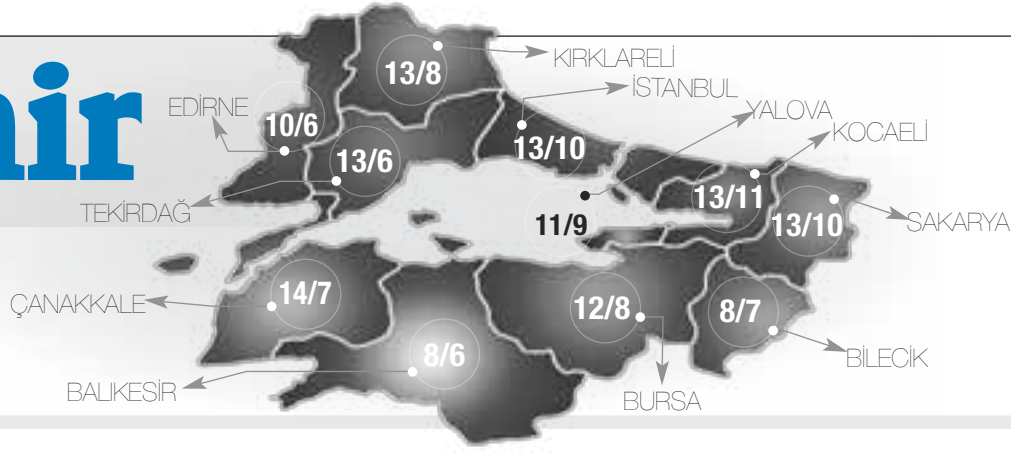 KIRKLARELİ
13/8
İSTANBUL
13/10
YALOVA
11/9
KOCAELİ
13/11
EDİRNE
10/6
TEKİRDAĞ
13/6
SAKARYA
13/10
ÇANAKKALE
14/7
BALIKESİR
8/6
BURSA
12/8
BİLECİK
8/7